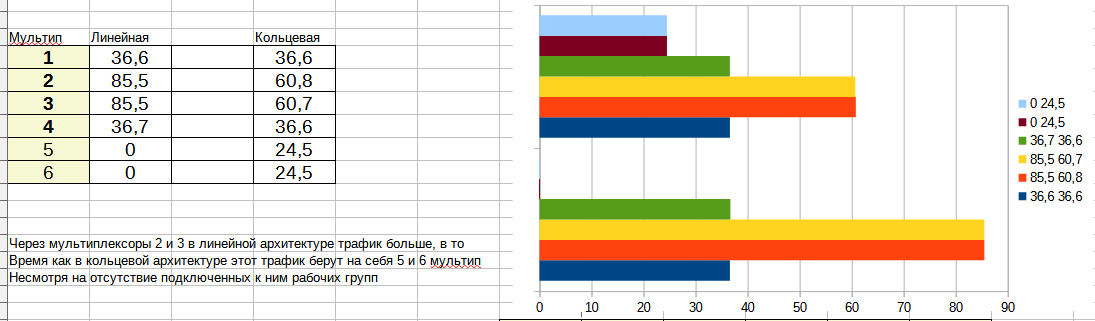 Мультип Линейная Кольцевая
1 36,6 36,6
2 85,5 60,8
3 85,5 60,7
4 36,7 36,6
5 0 24,5
6 0 24,5
Через мультиплексоры 2 и 3 в линейной архитектуре трафик больше, в то
Время как в кольцевой архитектуре этот трафик берут на себя 5 и 6 мультип
Несмотря на отсутствие подключенных к ним рабочих групп
0 24,5
0 24,5
36,7 36,6
85,5 60,7
85,5 60,8
36,6 36,6
0 10 20 30 40 50 60 70 80 90